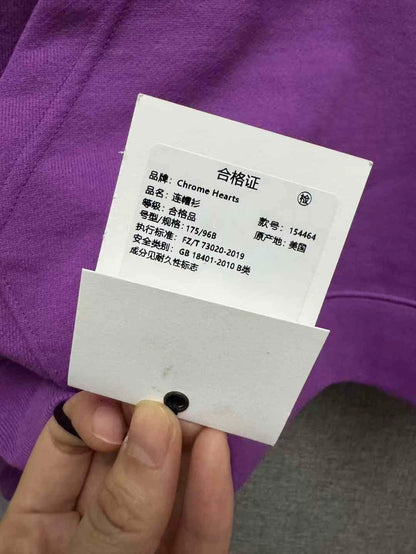 合格证
检
品牌：Chrome Hearts
品名：连帽衫
等级：合格品 款号：154464
号型/规格：175/96B 原产地：美国
执行标准：FZ/T 73020-2019
安全类别：GB 18401-2010 B类
成分见耐久性标志